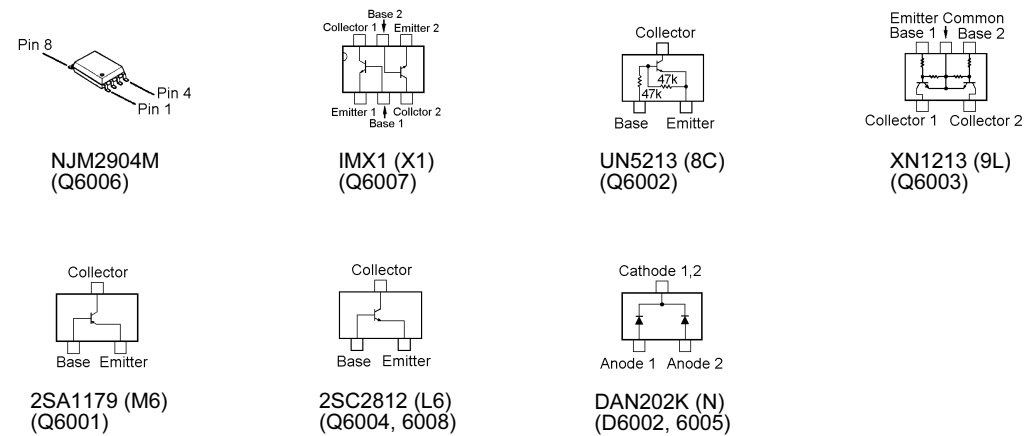 Pin 8
Pin 4
Pin 1
NJM2904M
(Q6006)
Base 2
Collector 1
Emitter 2
Emitter 1
Collctor 2
Base 1
IMX1 (X1)
(Q6007)
Collector
47k
47k
Base
Emitter
UN5213 (8C)
(Q6002)
Emitter Common
Base 1
Base 2
Collector 1
Collector 2
XN1213 (9L)
(Q6003)
Collector
Base
Emitter
2SA1179 (M6)
(Q6001)
Collector
Base
Emitter
2SC2812 (L6)
(Q6004, 6008)
Cathode 1,2
Anode 1
Anode 2
DAN202K (N)
(D6002, 6005)